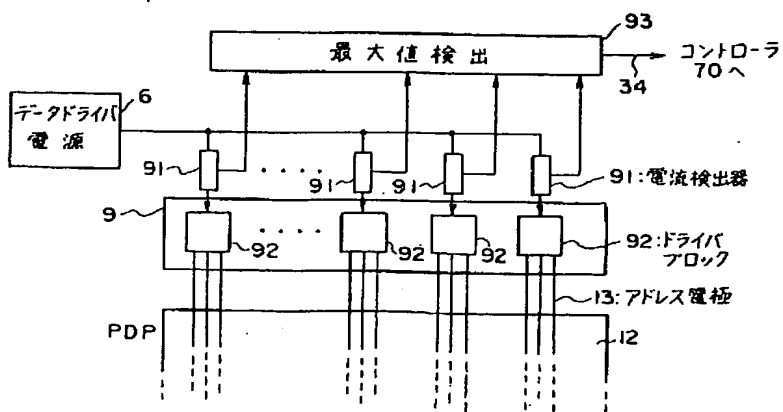 93
最大値検出
コントローラ
70へ
34
6
データドライバ
電源
91
91
91
91:電流検出器
9
92
92
92
92:ドライバ
ブロック
13:アドレス電極
PDP
12